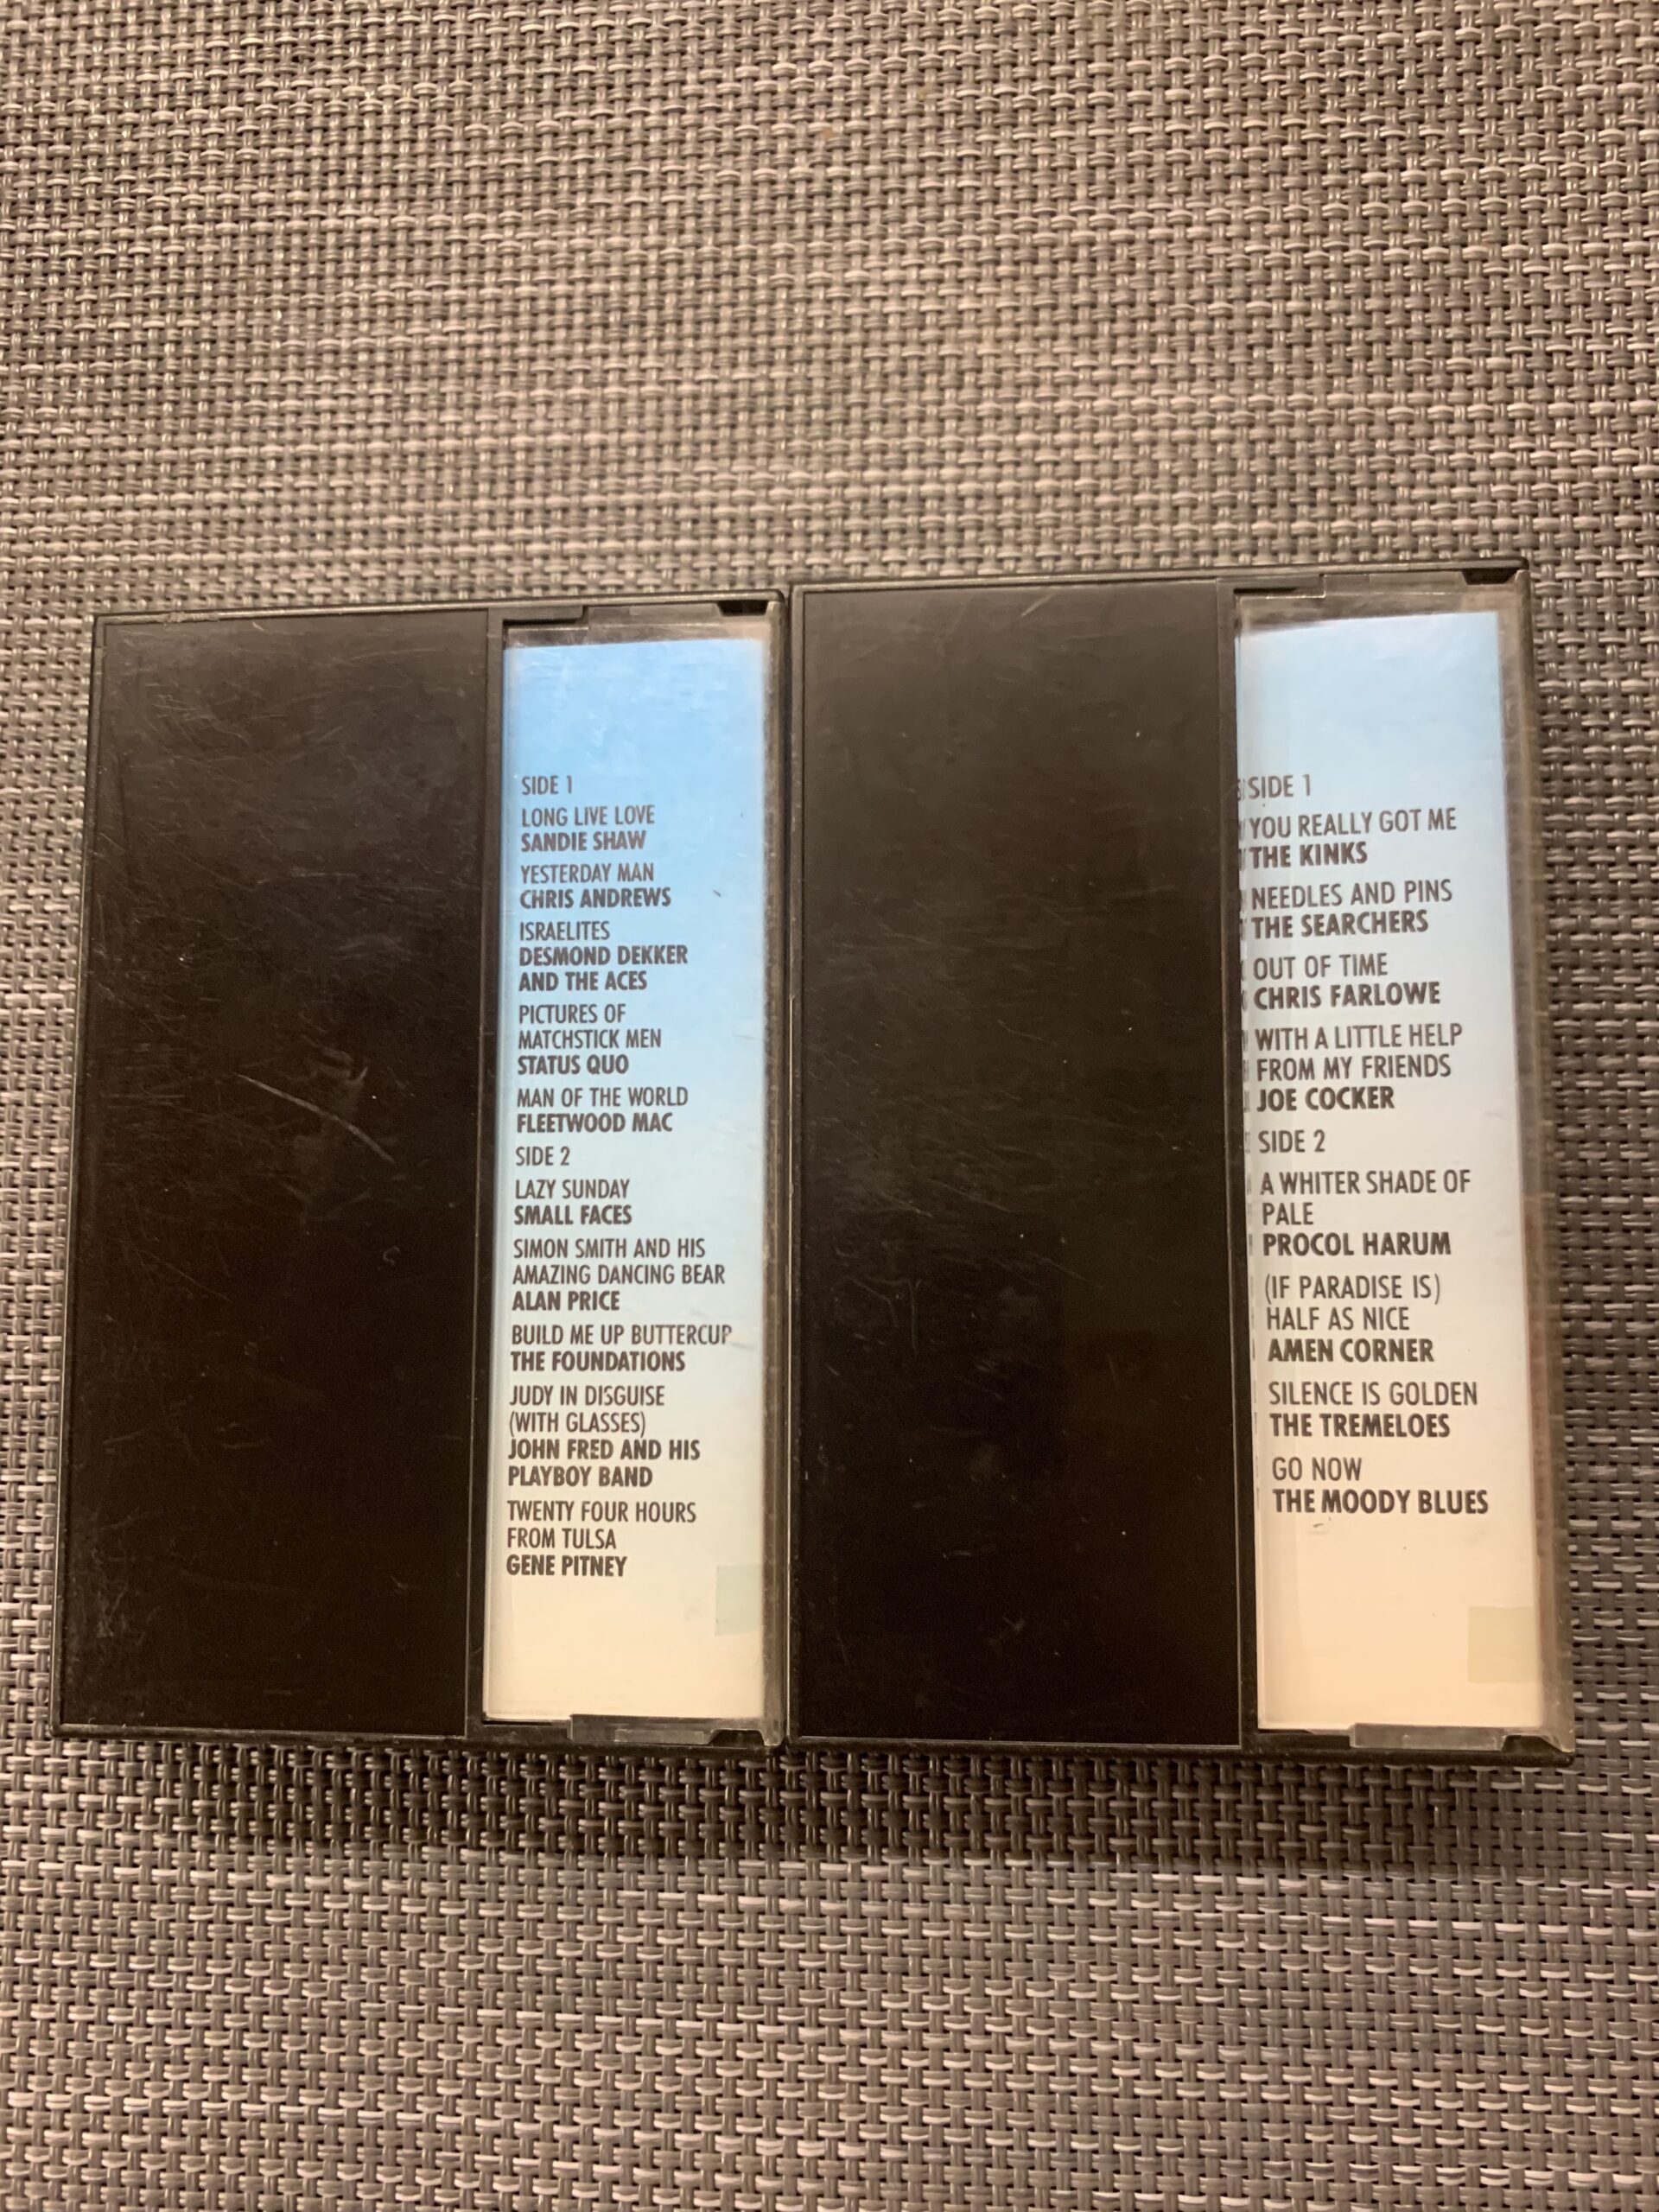 SIDE 1
LONG LIVE LOVE
SANDIE SHAW
YESTERDAY MAN
CHRIS ANDREWS
ISRAELITES
DESMOND DEKKER
AND THE ACES
PICTURES OF
MATCHSTICK MEN
STATUS QUO
MAN OF THE WORLD
FLEETWOOD MAC
SIDE 2
LAZY SUNDAY
SMALL FACES
SIMON SMITH AND HIS
AMAZING DANCING BEAR
ALAN PRICE
BUILD ME UP BUTTERCUP
THE FOUNDATIONS
JUDY IN DISGUISE
(WITH GLASSES)
JOHN FRED AND HIS
PLAYBOY BAND
TWENTY FOUR HOURS
FROM TULSA
GENE PITNEY
SIDE 1
YOU REALLY GOT ME
THE KINKS
NEEDLES AND PINS
THE SEARCHERS
OUT OF TIME
CHRIS FARLOWE
WITH A LITTLE HELP
FROM MY FRIENDS
JOE COCKER
SIDE 2
A WHITER SHADE OF
PALE
PROCOL HARUM
(IF PARADISE IS)
HALF AS NICE
AMEN CORNER
SILENCE IS GOLDEN
THE TREMELOES
GO NOW
THE MOODY BLUES